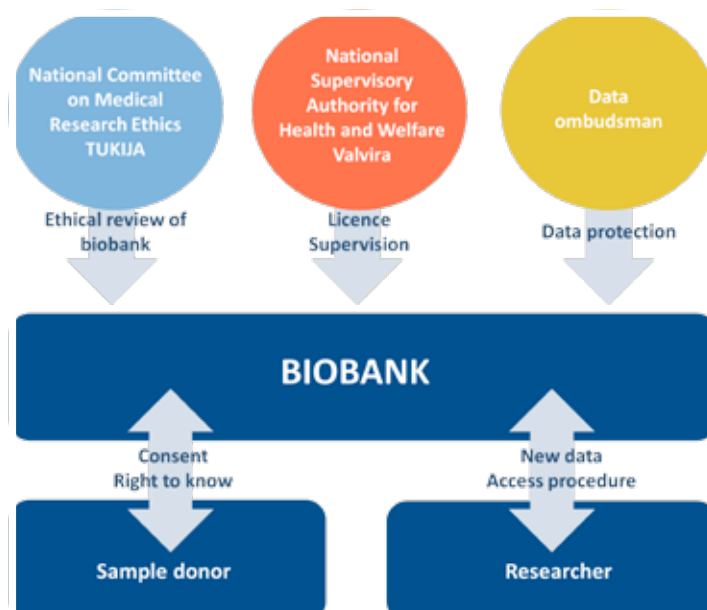 National Committee
on Medical
Research Ethics
TUKIJA
National
Supervisory
Authority for
Health and Welfare
Valvira
Data
ombudsman
Ethical review of
biobank
Licence
Supervision
Data protection
BIOBANK
Consent
Right to know
New data
Access procedure
Sample donor
Researcher